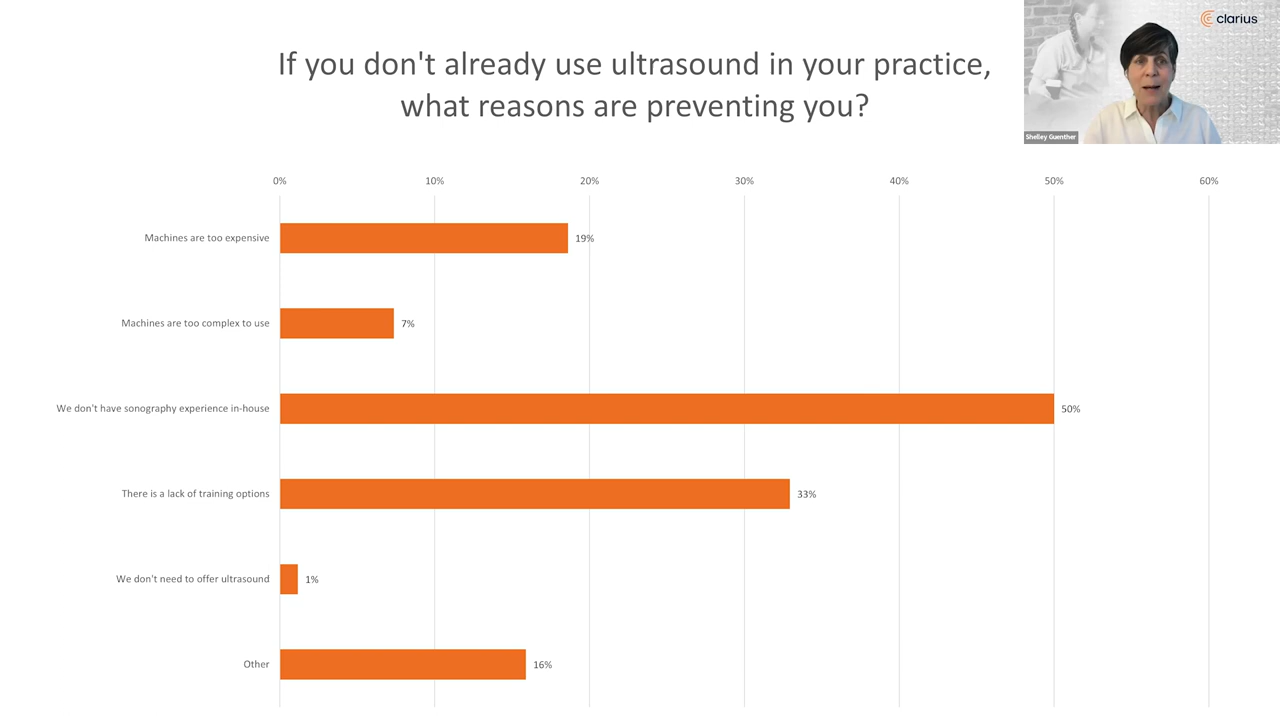 If you don't already use ultrasound in your practice,
what reasons are preventing you?
clarius
Shelley Guenther
0%
10%
20%
30%
40%
50%
60%
Machines are too expensive
19%
Machines are too complex to use
7%
We don't have sonography experience in-house
50%
There is a lack of training options
33%
We don't need to offer ultrasound
1%
Other
16%